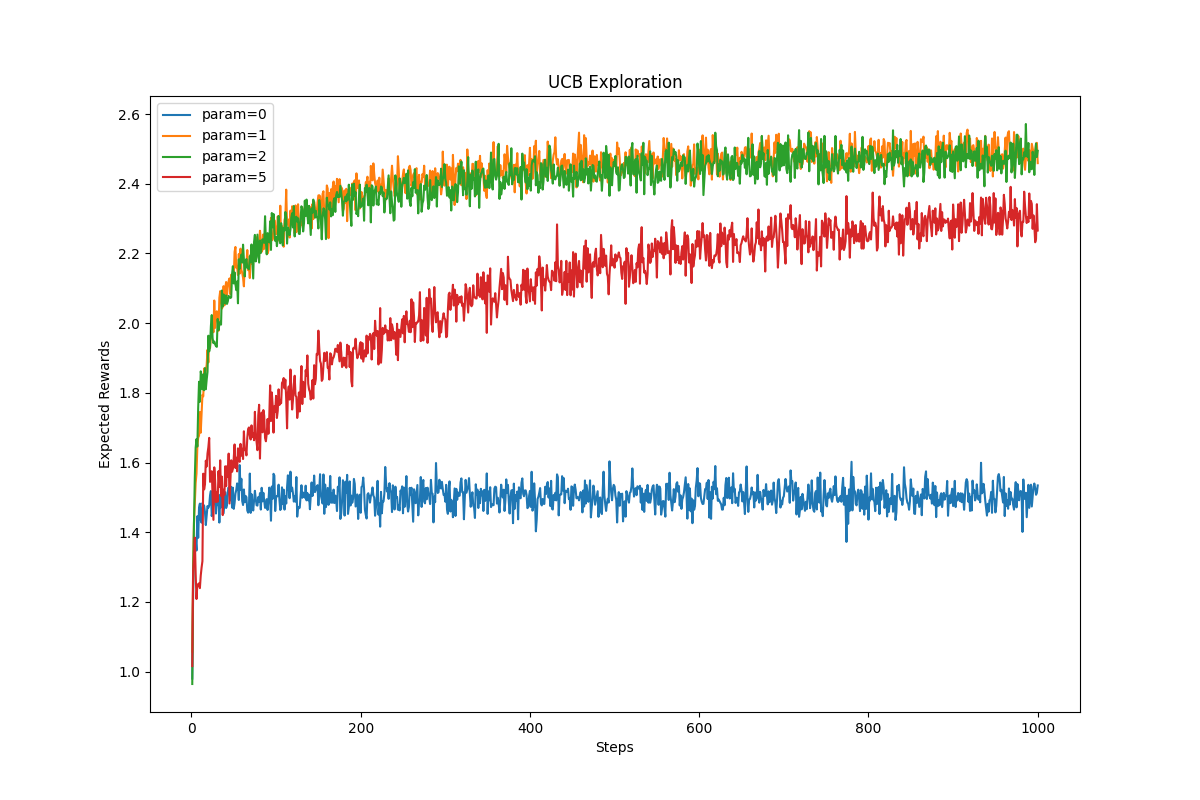 UCB Exploration
param=0
param=1
param=2
param=5
Expected Rewards
2.6
2.4
2.2
2.0
1.8
1.6
1.4
1.2
1.0
0 200 400 600 800 1000
Steps